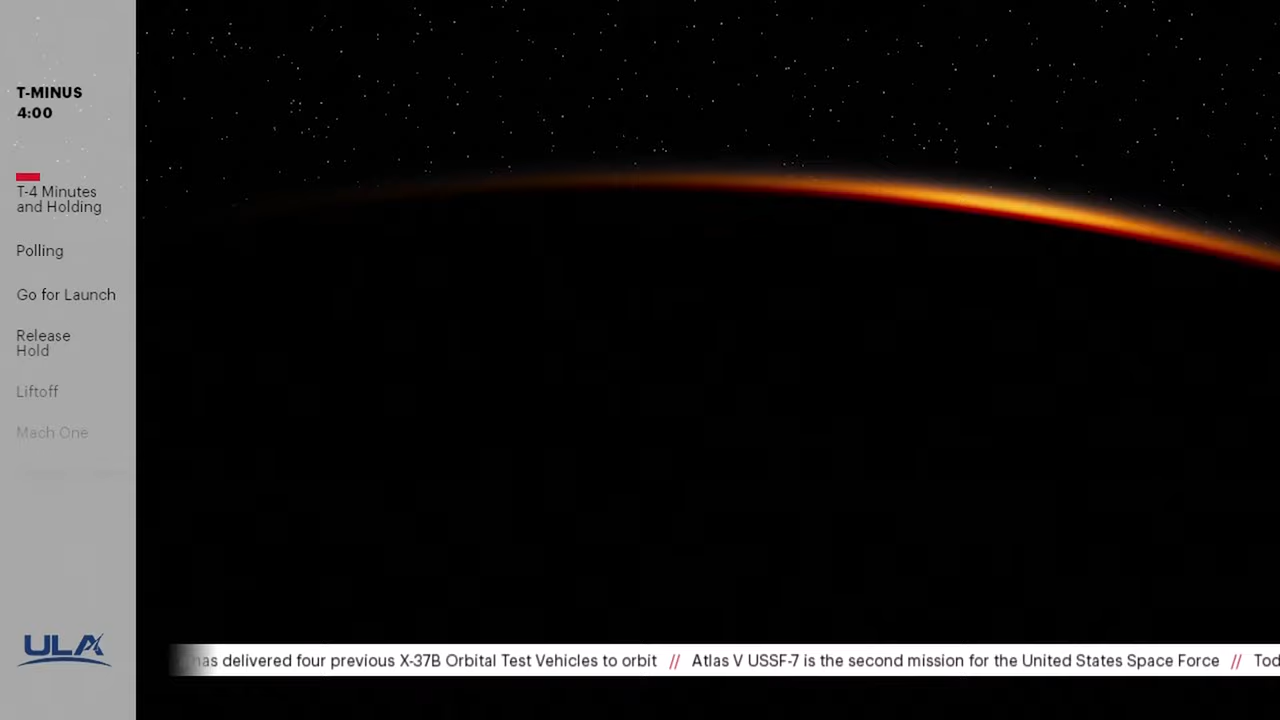 T-MINUS
4:00
T-4 Minutes
and Holding
Polling
Go for Launch
Release
Hold
Liftoff
Mach One
ULA
has delivered four previous X-37B Orbital Test Vehicles to orbit // Atlas V USSF-7 is the second mission for the United States Space Force // Tod